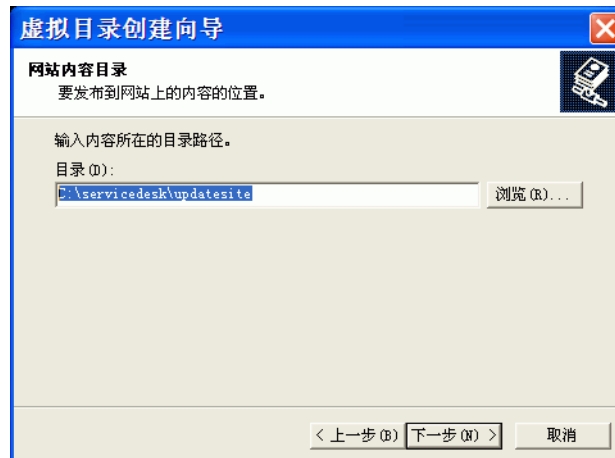 虚拟目录创建向导
网站内容目录
要发布到网站上的内容的位置。
输入内容所在的目录路径。
目录(D):
C:\servicedesk\updatesite
浏览(R)...
< 上一步(B) 下一步(N) > 取消